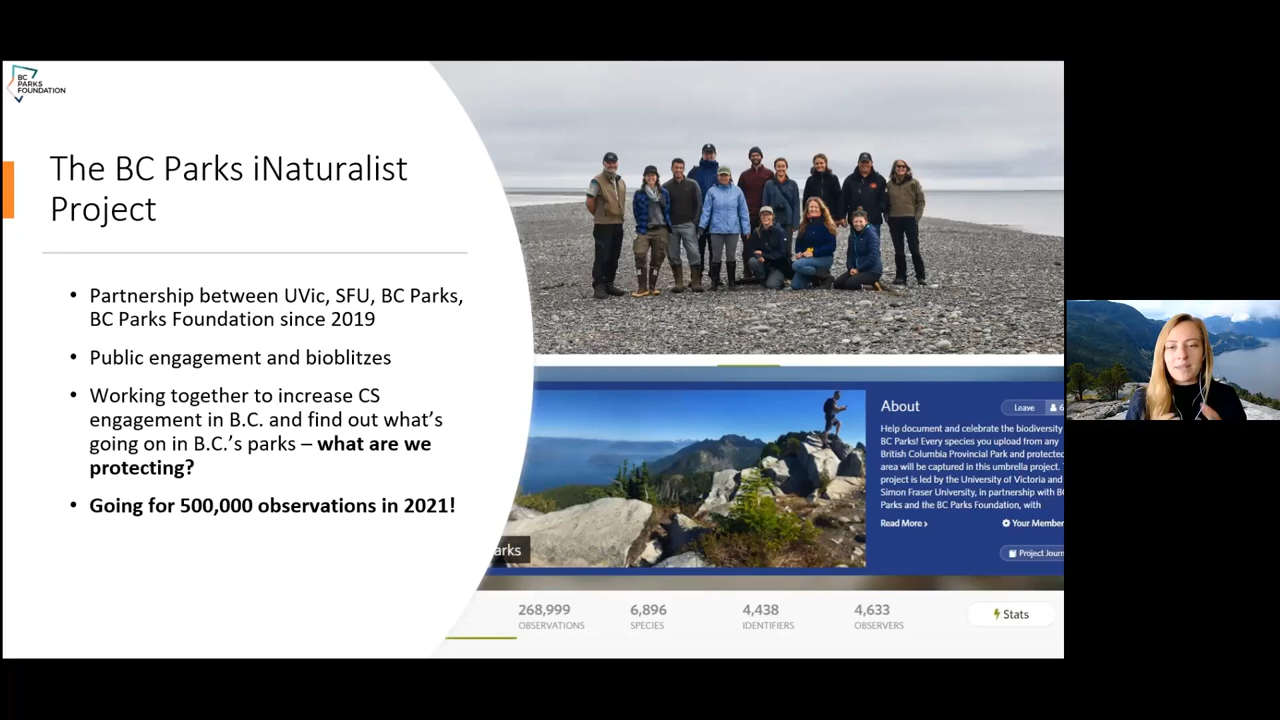 BC
PARKS
FOUNDATION
The BC Parks iNaturalist
Project
• Partnership between UVic, SFU, BC Parks,
BC Parks Foundation since 2019
• Public engagement and bioblitzes
• Working together to increase CS
engagement in B.C. and find out what's
going on in B.C.'s parks – what are we
protecting?
• Going for 500,000 observations in 2021!
About
Leave
6
Help document and celebrate the biodiversity
BC Parks! Every species you upload from any
British Columbia Provincial Park and protected
area will be captured in this umbrella project.
project is led by the University of Victoria and
Simon Fraser University, in partnership with BC
Parks and the BC Parks Foundation, with
Read More ›
Your Member
Project Journ
arks
268,999
OBSERVATIONS
6,896
SPECIES
4,438
IDENTIFIERS
4,633
OBSERVERS
Stats